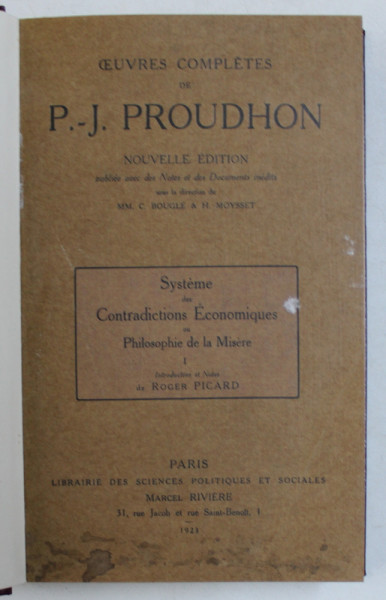 ŒUVRES COMPLÈTES
DE
P.-J. PROUDHON
NOUVELLE ÉDITION
publiée avec des Notes et des Documents inédits
sous la direction de
MM. C. BOUGLÉ & H. MOYSSET
Système
des
Contradictions Économiques
ou
Philosophie de la Misère
I
Introduction et Notes
de ROGER PICARD
PARIS
LIBRAIRIE DES SCIENCES POLITIQUES ET SOCIALES
MARCEL RIVIÈRE
31, rue Jacob et rue Saint-Benoît, 1
1923